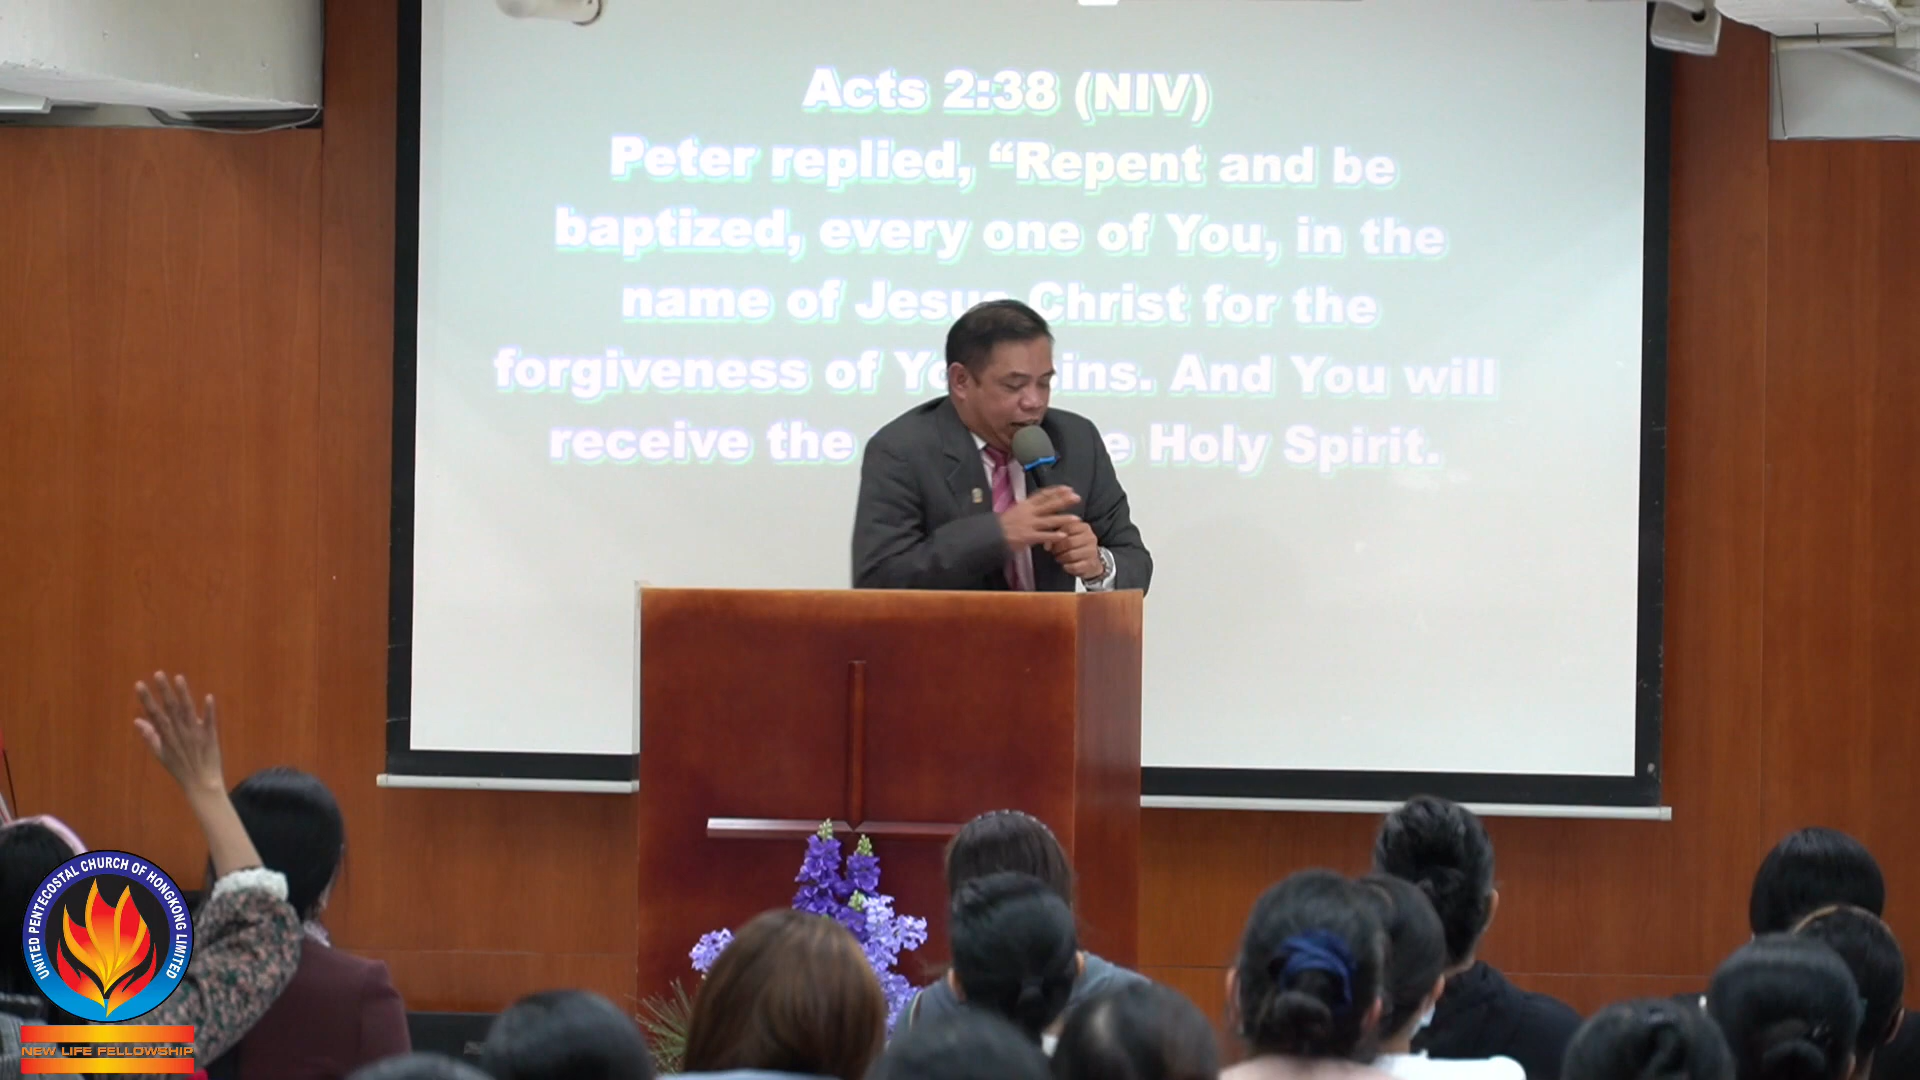 Acts 2:38 (NIV)
Peter replied, “Repent and be
baptized, every one of You, in the
name of Jesus Christ for the
forgiveness of Yo ins. And You will
receive the e Holy Spirit.
UNITED PENTECOSTAL CHURCH OF HONGKONG LIMITED
NEW LIFE FELLOWSHIP